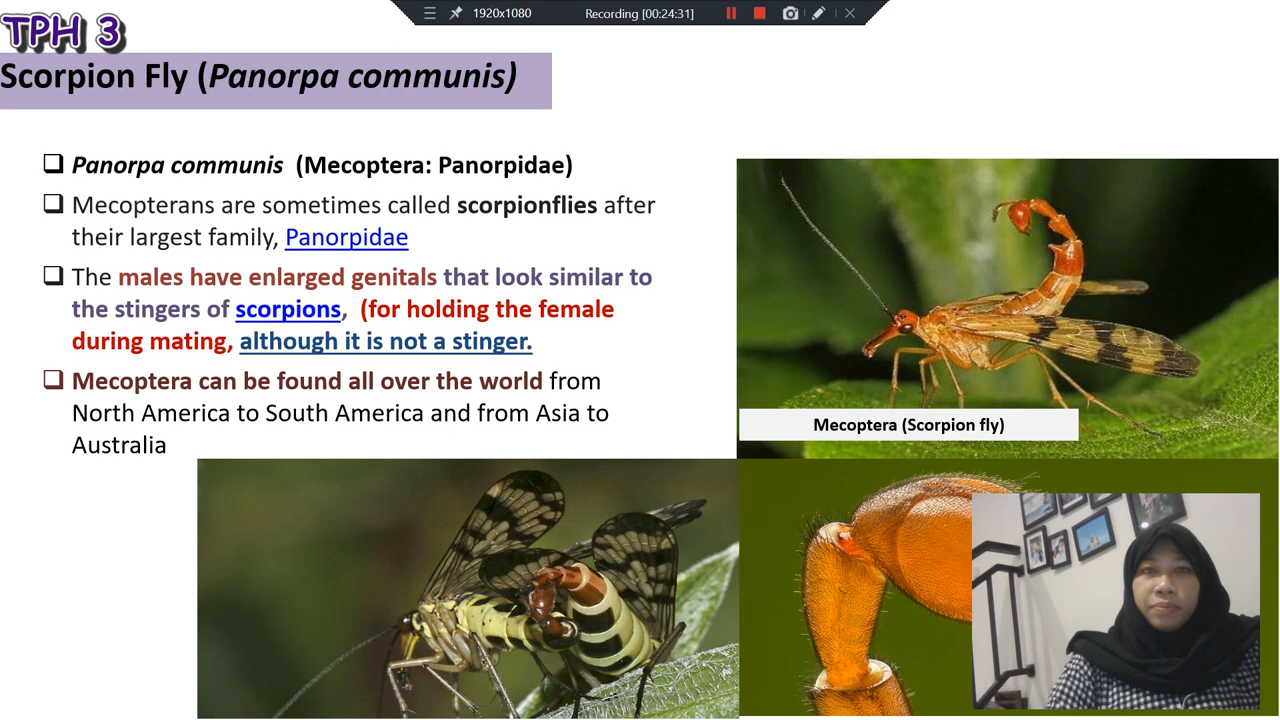 1920x1080 Recording [00:24:31]
TPH 3
Scorpion Fly (Panorpa communis)
❑ Panorpa communis (Mecoptera: Panorpidae)
❑ Mecopterans are sometimes called scorpionflies after
their largest family, Panorpidae
❑ The males have enlarged genitals that look similar to
the stingers of scorpions, (for holding the female
during mating, although it is not a stinger.
❑ Mecoptera can be found all over the world from
North America to South America and from Asia to
Australia
Mecoptera (Scorpion fly)